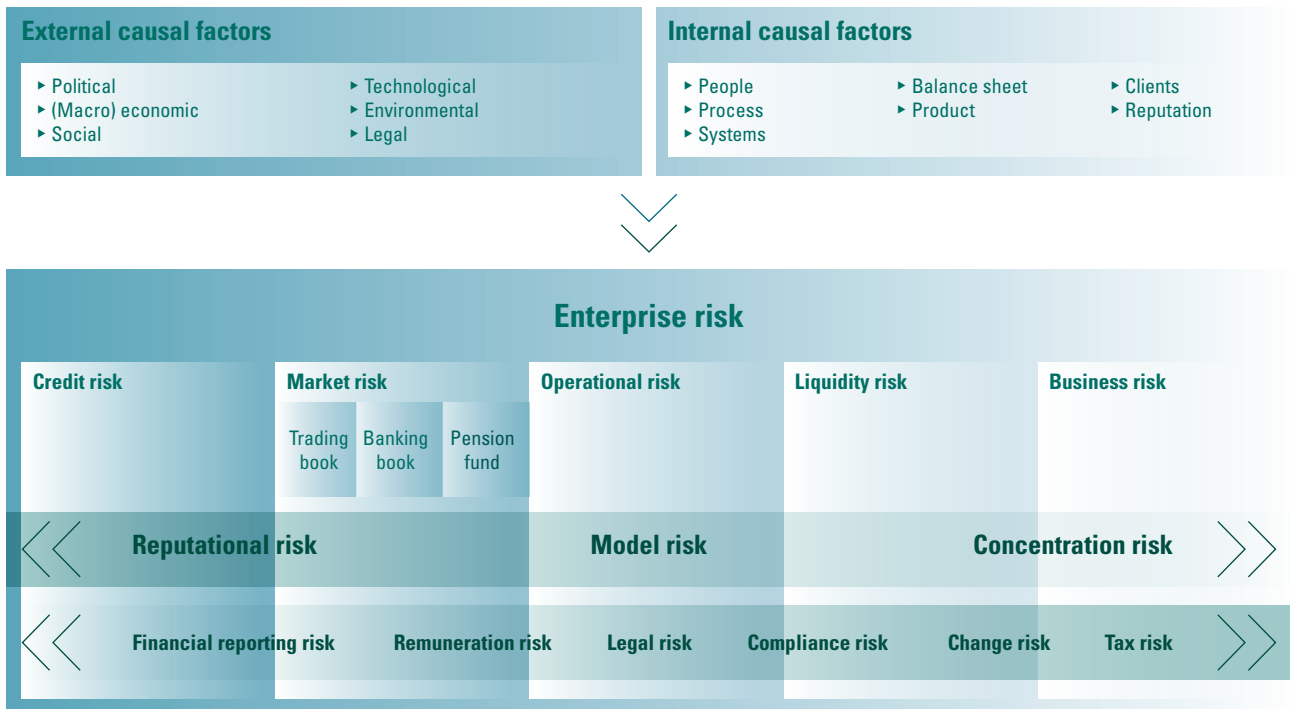 External causal factors
Political
(Macro) economic
Social
Technological
Environmental
Legal
Internal causal factors
People
Process
Systems
Balance sheet
Product
Clients
Reputation
Enterprise risk
Credit risk
Market risk
Trading
book
Banking
book
Pension
fund
Operational risk
Liquidity risk
Business risk
Reputational risk
Model risk
Concentration risk
Financial reporting risk
Remuneration risk
Legal risk
Compliance risk
Change risk
Tax risk